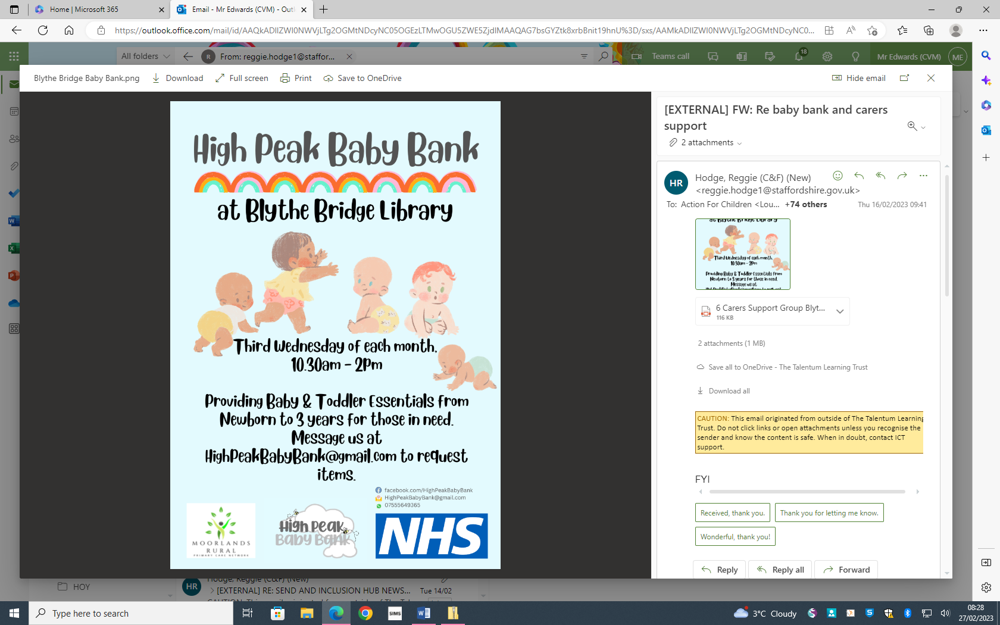 Home | Microsoft 365
Email - Mr Edwards (CVM) - Outl
https://outlook.office.com/mail/id/AAQkADIlZWI0NWVjLTg2OGMtNDcyNC05OGEzLTMwOGU5ZWE5ZjdlMAAQAG7bsGYZtk8xrbBnit19hnU%3D/sxs/AAMkADIlZWI0NWVjLTg2OGMtNDcyNC0...
All folders
R
From: reggie.hodge1@staffor...
Teams call
18
Mr Edwards (CVM)
ME
Blythe Bridge Baby Bank.png
Download
Full screen
Print
Save to OneDrive
Hide email
High Peak Baby Bank
at Blythe Bridge Library
Third Wednesday of each month,
10.30am - 2pm
Providing Baby & Toddler Essentials from
Newborn to 3 years for those in need.
Message us at
HighPeakBabyBank@gmail.com to request
items.
facebook.com/HighPeakBabyBank
HighPeakBabyBank@gmail.com
07555649365
MOORLANDS
RURAL
PRIMARY CARE NETWORK
High Peak
Baby Bank
NHS
[EXTERNAL] FW: Re baby bank and carers
support
2 attachments
HR
Hodge, Reggie (C&F) (New)
<reggie.hodge1@staffordshire.gov.uk>
To: Action For Children <Lou... +74 others
Thu 16/02/2023 09:41
at Blythe Bridge Library
Third Wednesday of each month,
10.30am - 2pm
Providing Baby & Toddler Essentials from
Newborn to 3 years for those in need.
Message us at
HighPeakBabyBank@gmail.com to request
6 Carers Support Group Blyt...
116 KB
2 attachments (1 MB)
Save all to OneDrive - The Talentum Learning Trust
Download all
CAUTION: This email originated from outside of The Talentum Learning
Trust. Do not click links or open attachments unless you recognise the
sender and know the content is safe. When in doubt, contact ICT
support.
FYI
Received, thank you.
Thank you for letting me know.
Wonderful, thank you!
Reply
Reply all
Forward
HOY
HR
Hodge, Reggie (C&F) (New)
[EXTERNAL] RE: SEND AND INCLUSION HUB NEWS...
Tue 14/02
Type here to search
SIMS
3°C Cloudy
08:28
27/02/2023